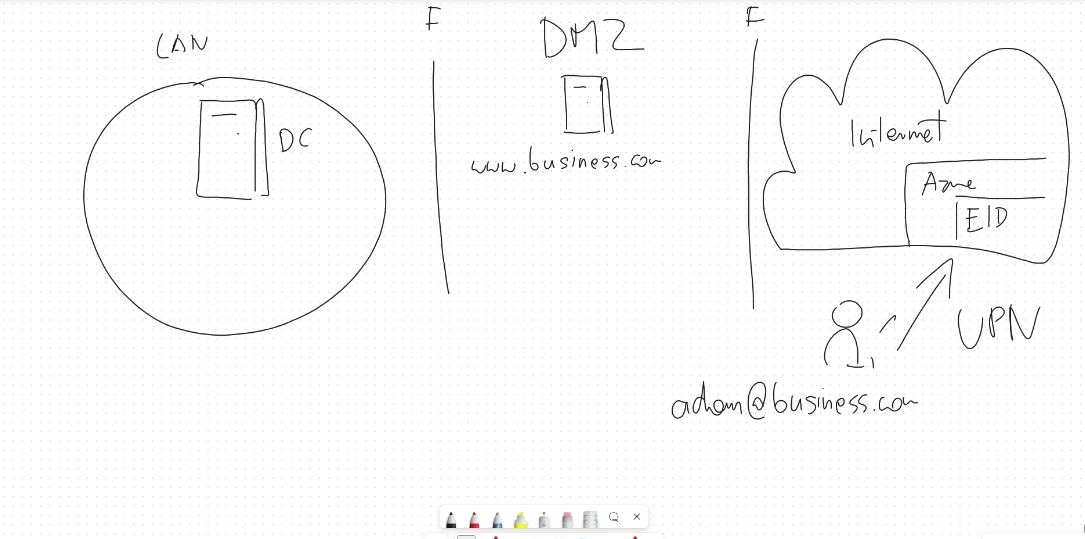 LAN
F
DMZ
F
DC
www.business.com
Internet
Azure
EID
UPN
adam@business.com